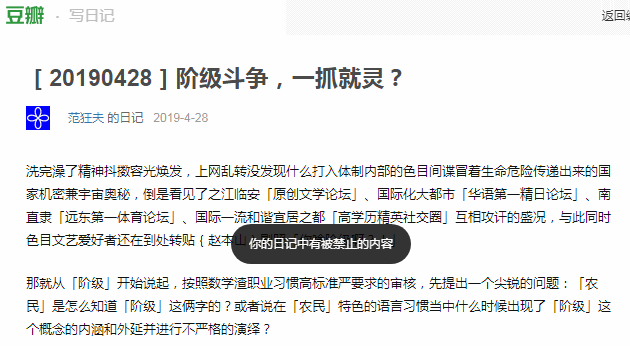 豆瓣 · 写日记 返回
[ 20190428 ] 阶级斗争，一抓就灵？
范狂夫 的日记 2019-4-28
洗完澡了精神抖擞容光焕发，上网乱转没发现什么打入体制内部的色目间谍冒着生命危险传递出来的国
家机密兼宇宙奥秘，倒是看见了之江临安「原创文学论坛」、国际化大都市「华语第一精日论坛」、南
直隶「远东第一体育论坛」、国际一流和谐宜居之都「高学历精英社交圈」互相攻讦的盛况，与此同时
色目文艺爱好者还在到处转贴｛赵本山
你的日记中有被禁止的内容
那就从「阶级」开始说起，按照数学渣职业习惯高标准严要求的审核，先提出一个尖锐的问题：「农
民」是怎么知道「阶级」这俩字的？或者说在「农民」特色的语言习惯当中什么时候出现了「阶级」这
个概念的内涵和外延并进行不严格的演绎？